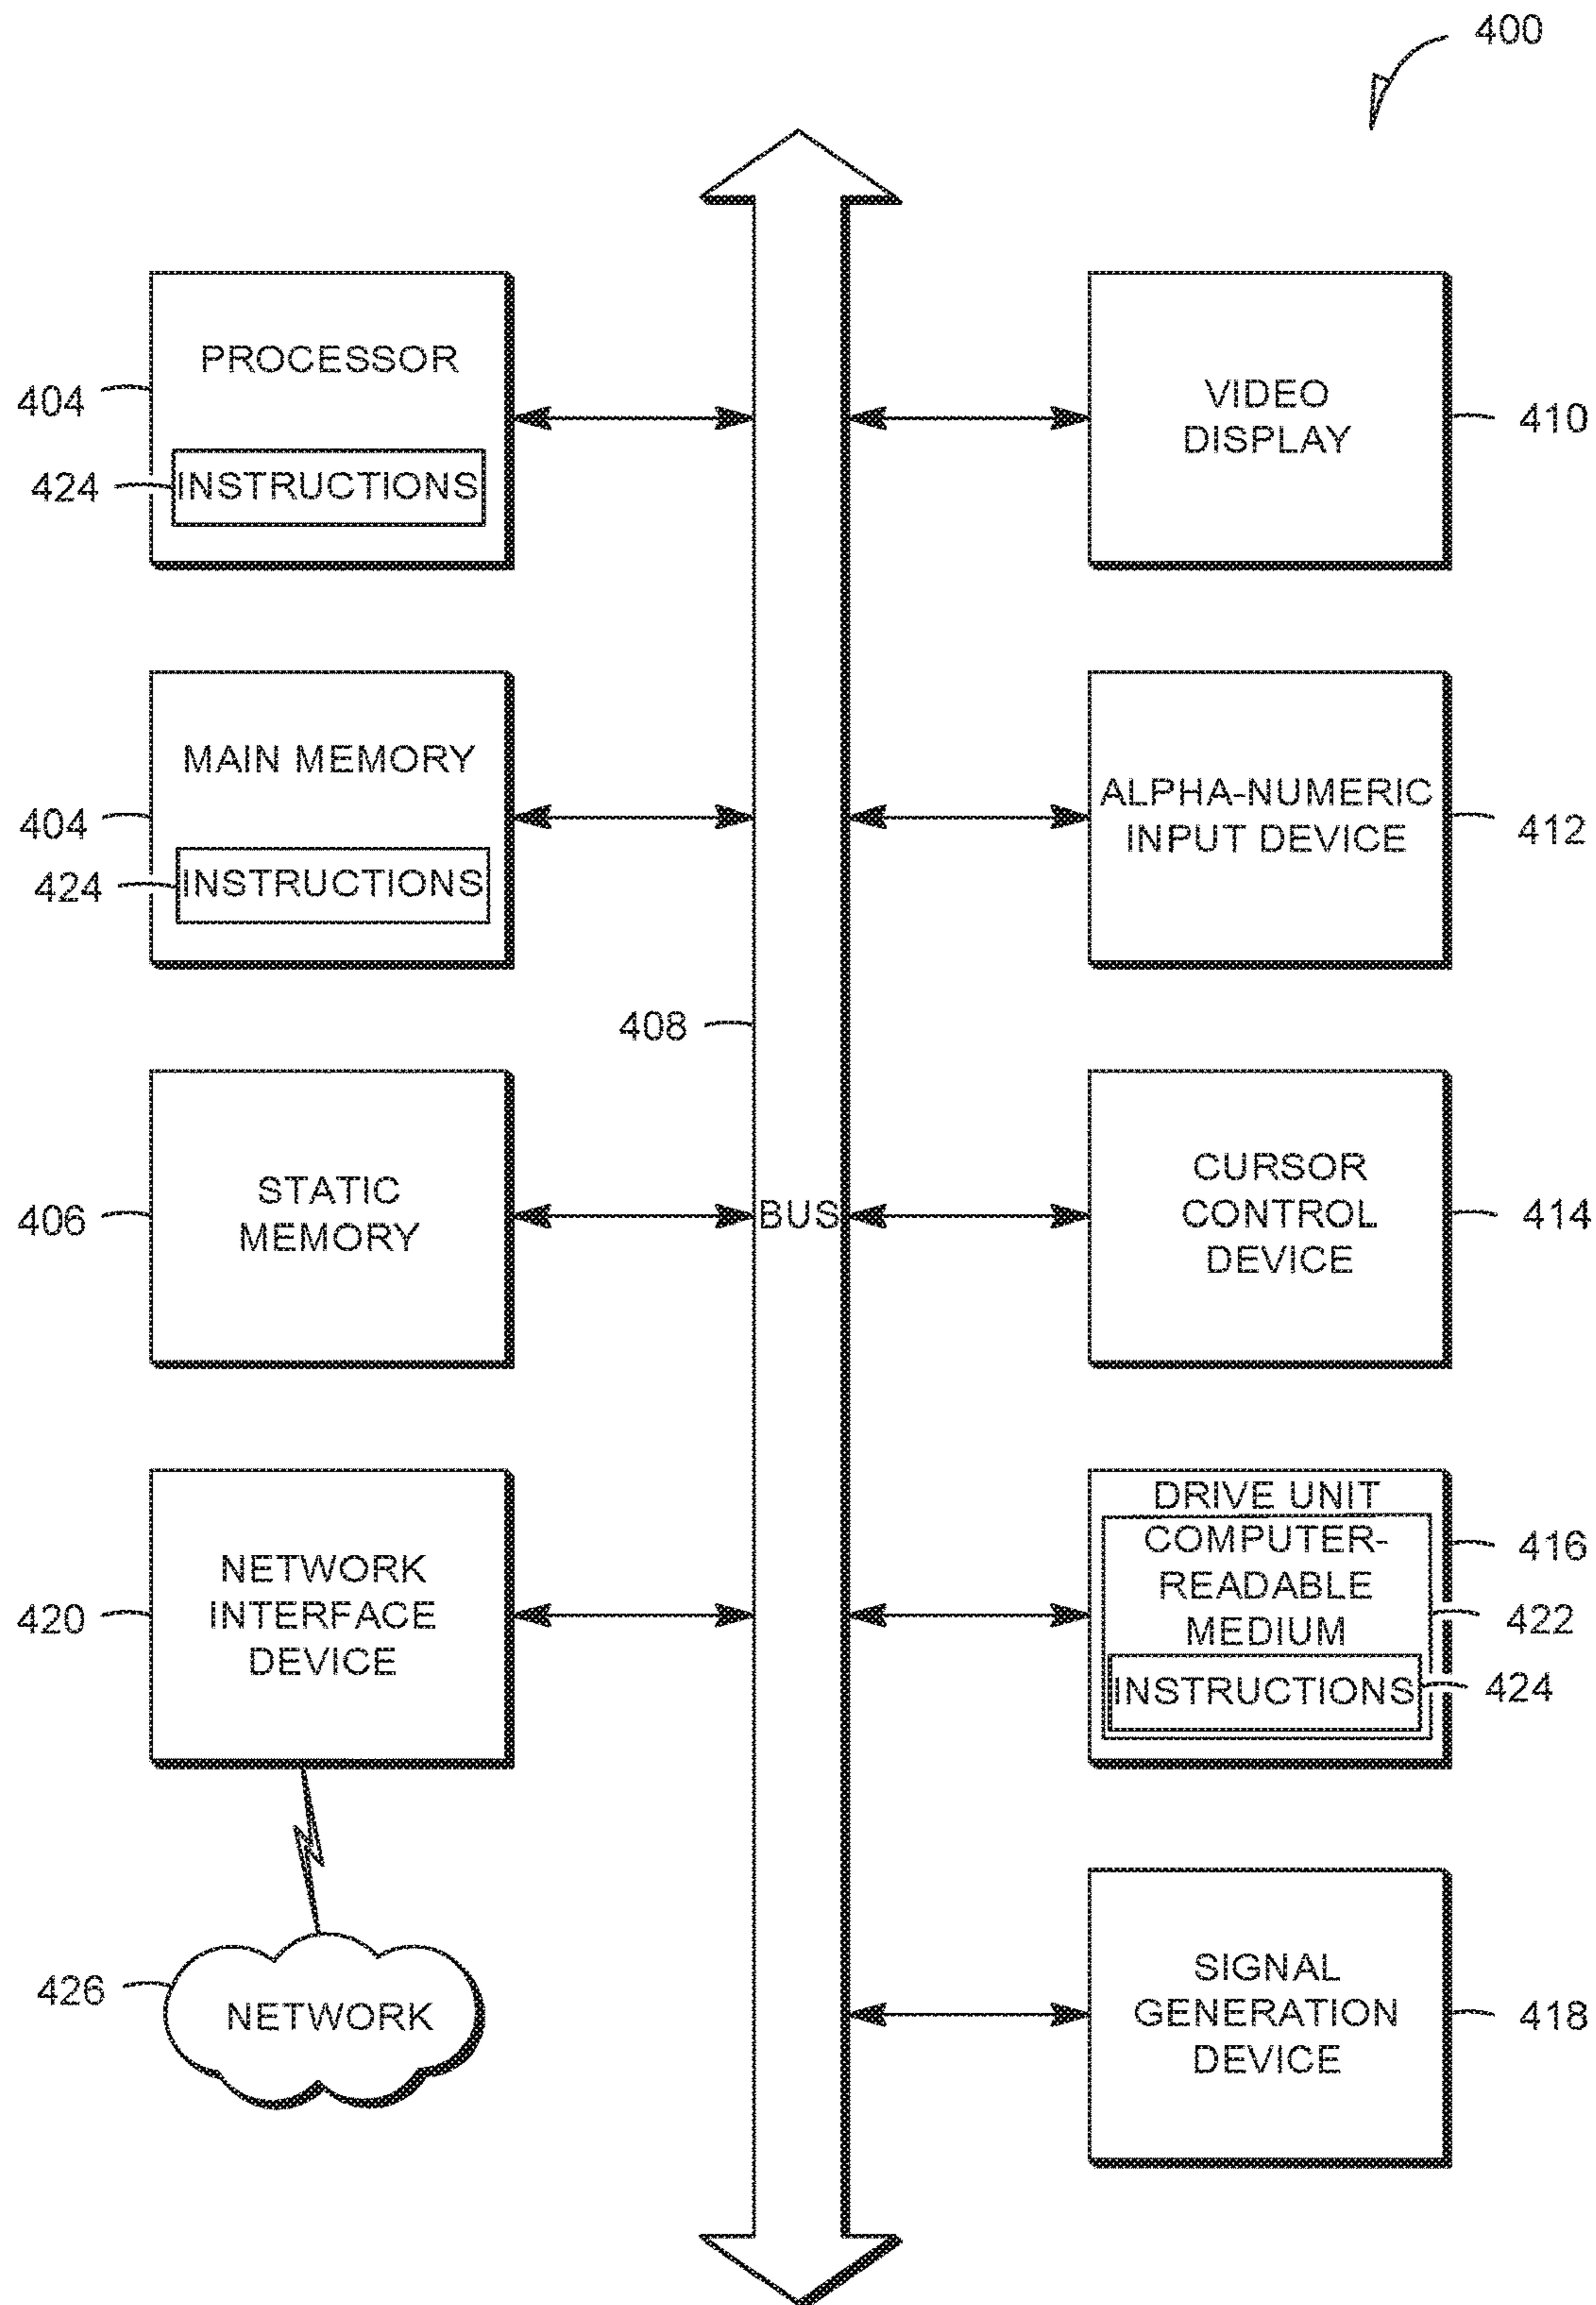 400
PROCESSOR
404
424
INSTRUCTIONS
VIDEO
DISPLAY
410
MAIN MEMORY
404
424
INSTRUCTIONS
ALPHA-NUMERIC
INPUT DEVICE
412
408
STATIC
MEMORY
406
BUS
CURSOR
CONTROL
DEVICE
414
NETWORK
INTERFACE
DEVICE
420
DRIVE UNIT
COMPUTER-
READABLE
MEDIUM
INSTRUCTIONS
416
422
424
426
NETWORK
SIGNAL
GENERATION
DEVICE
418